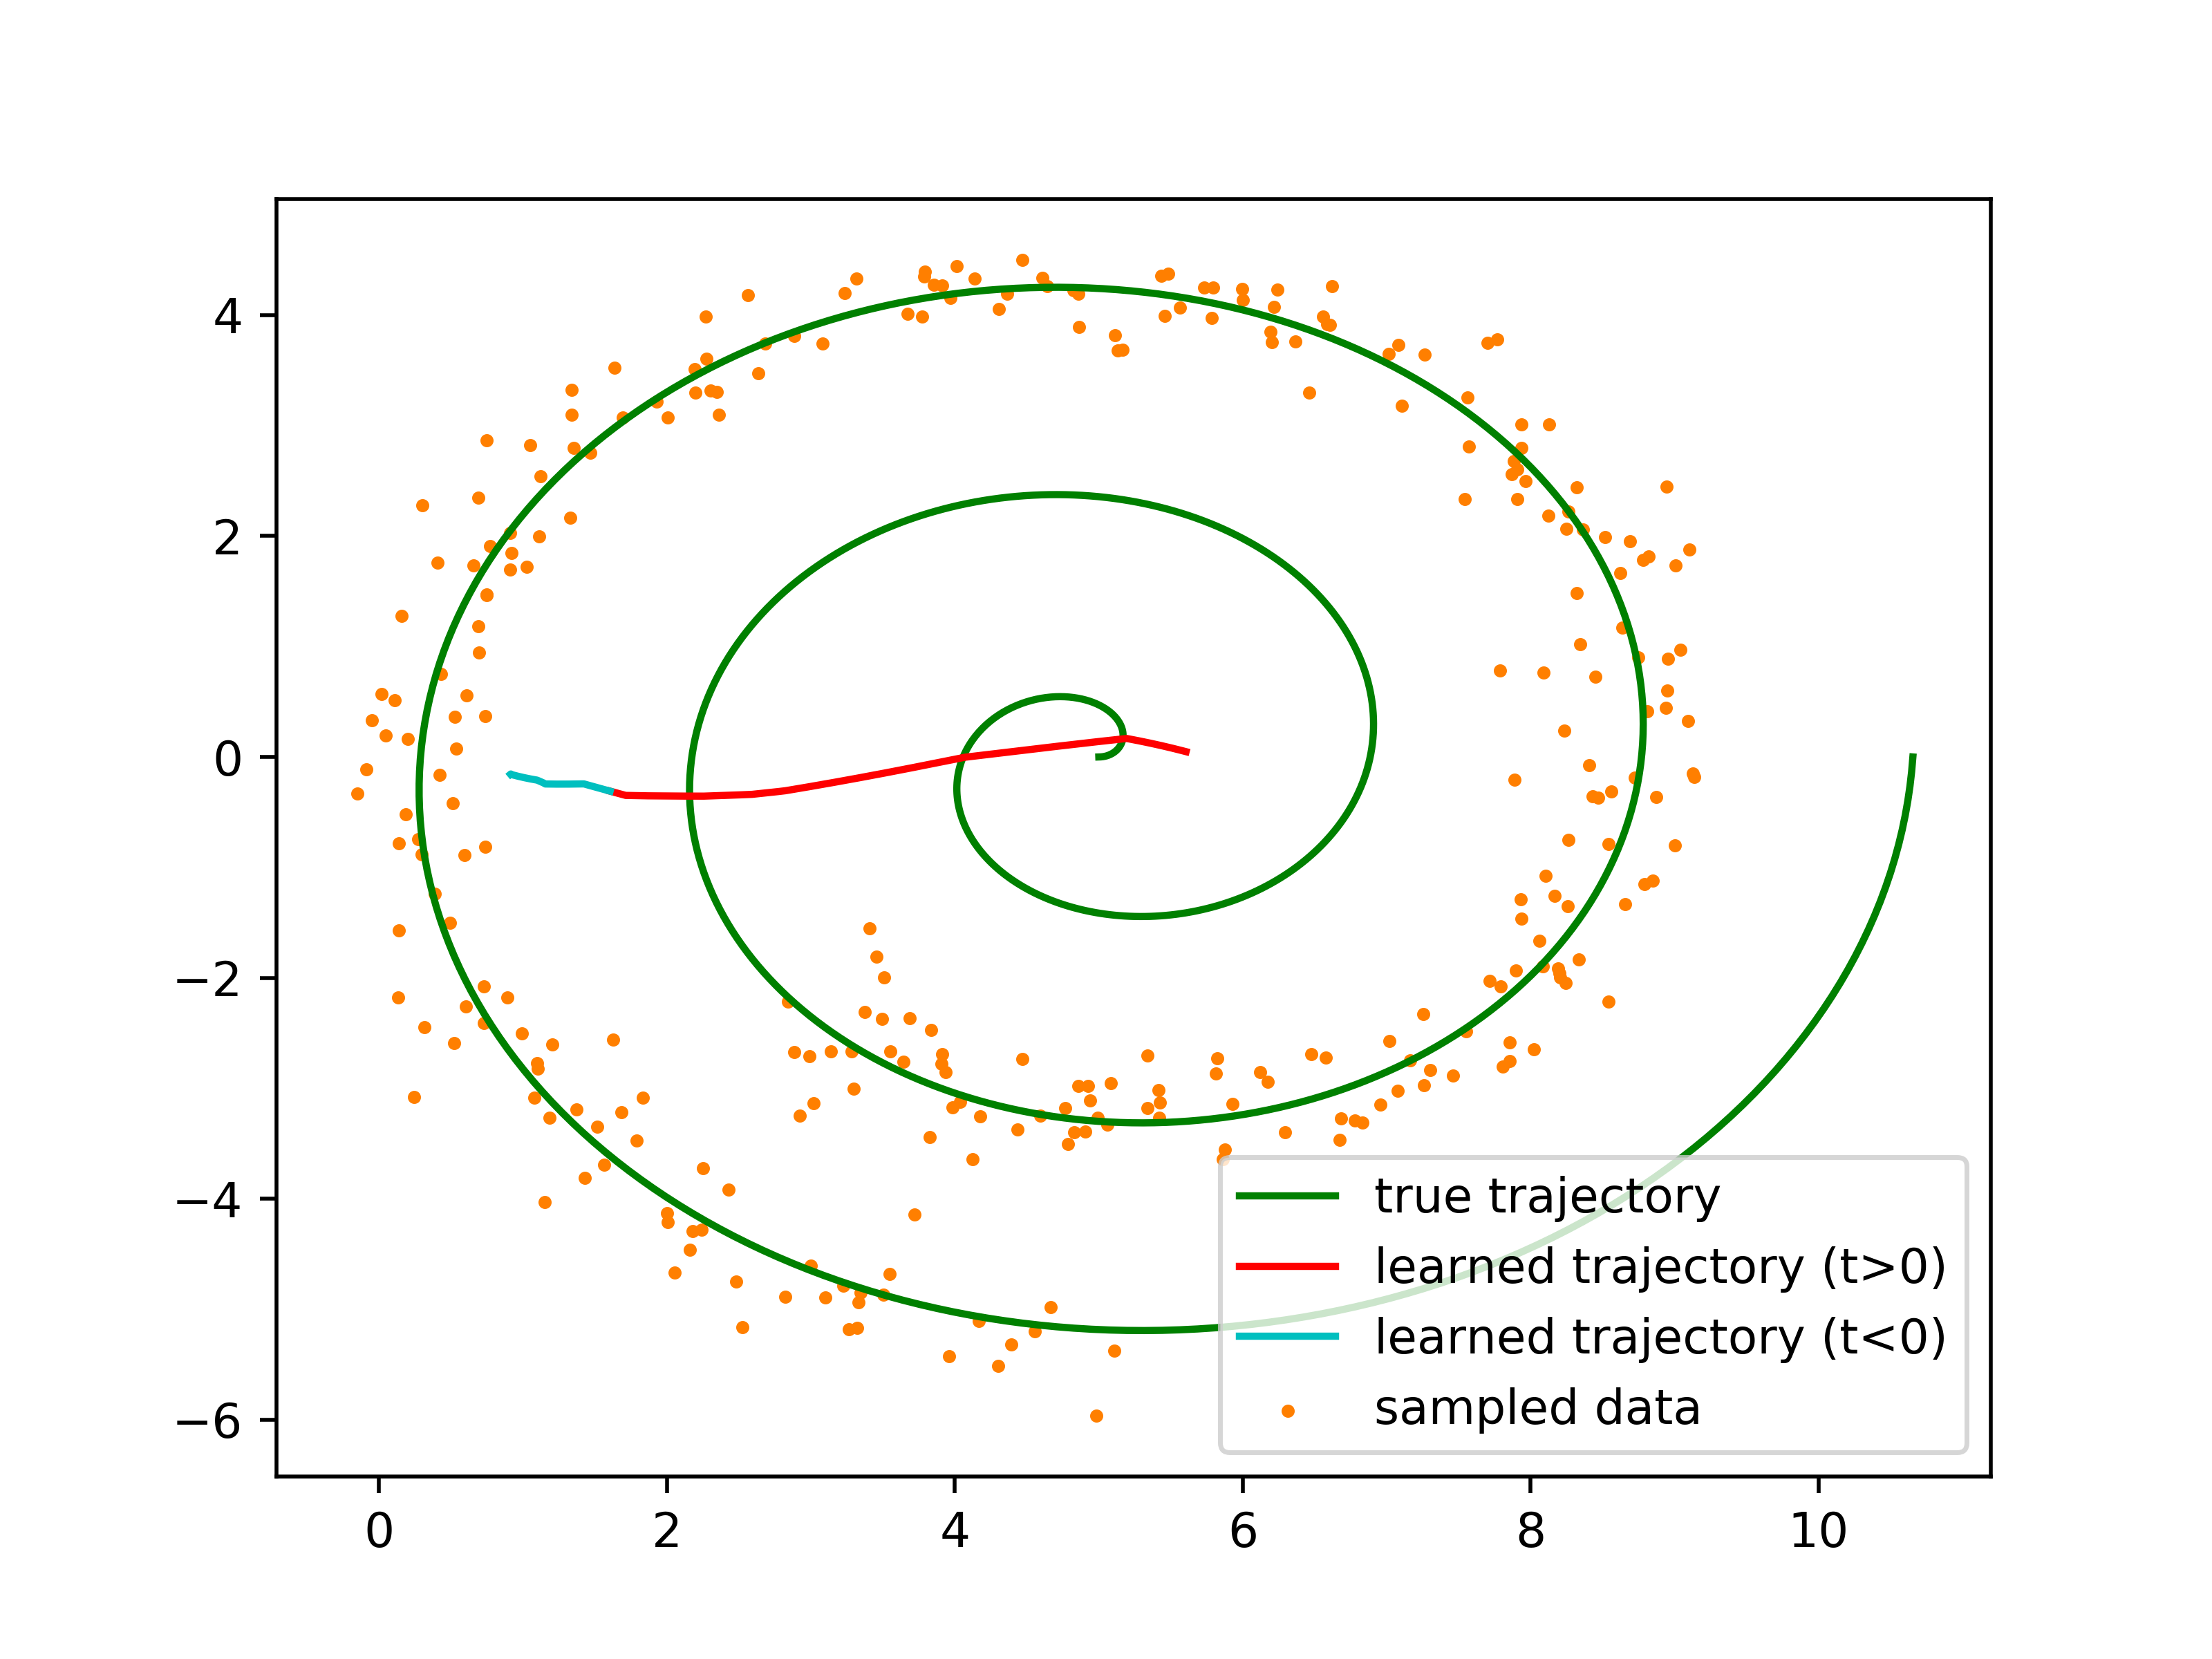 4
2
0
−2
−4
−6
0 2 4 6 8 10
true trajectory
learned trajectory (t>0)
learned trajectory (t<0)
sampled data